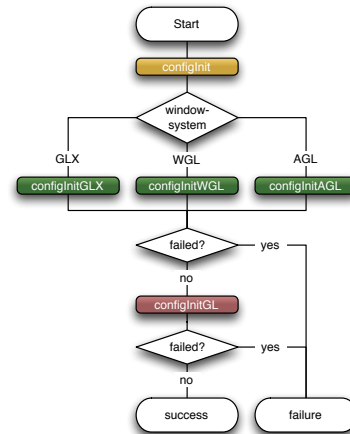 Start
configInit
window-
system
GLX
WGL
AGL
configInitGLX
configInitWGL
configInitAGL
failed?
yes
no
configInitGL
failed?
yes
no
success
failure